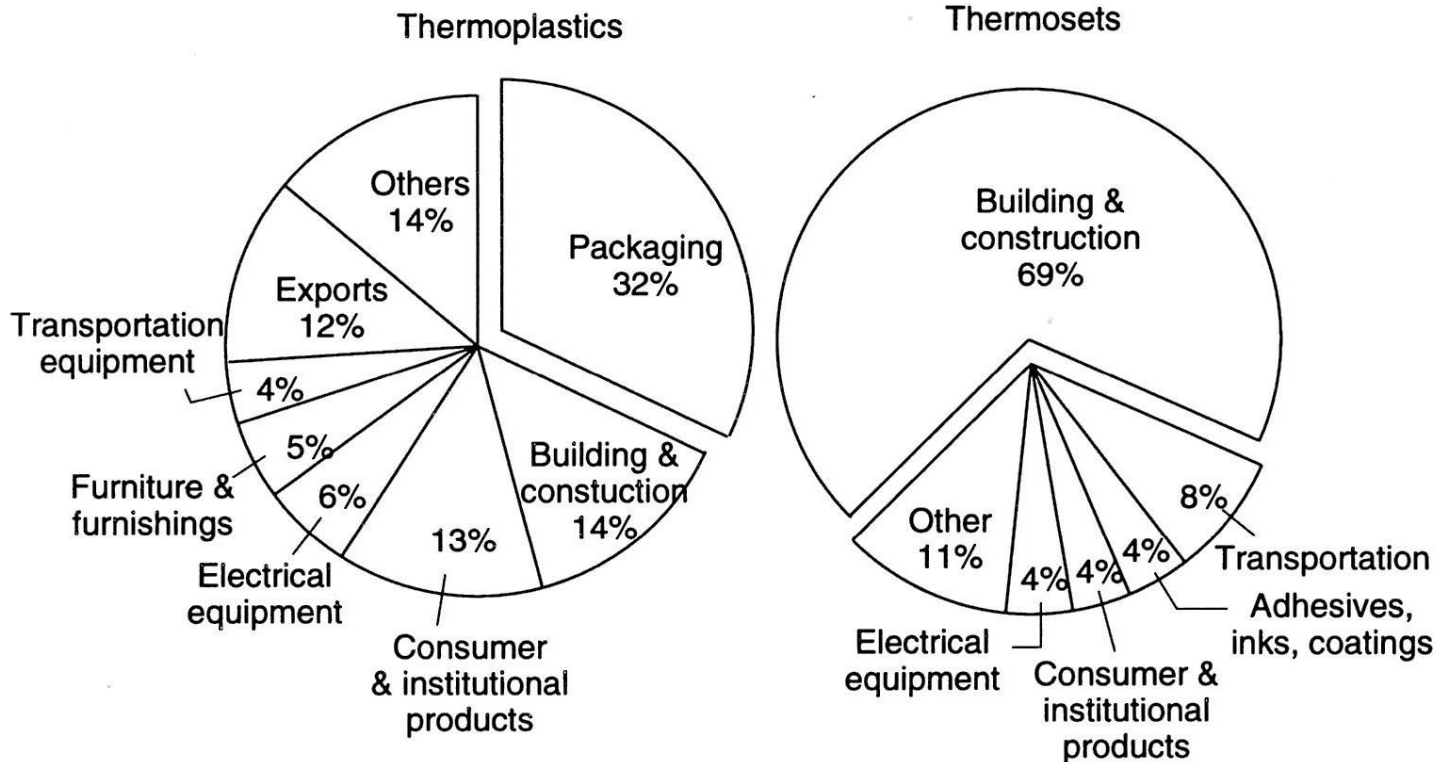 Thermoplastics
Others
14%
Packaging
32%
Exports
12%
Transportation
equipment
4%
5%
Furniture &
furnishings
6%
Electrical
equipment
13%
Consumer
& institutional
products
Building &
constuction
14%
Thermosets
Building &
construction
69%
Other
11%
4%
Electrical
equipment
4%
Consumer &
institutional
products
4%
Adhesives,
inks, coatings
8%
Transportation